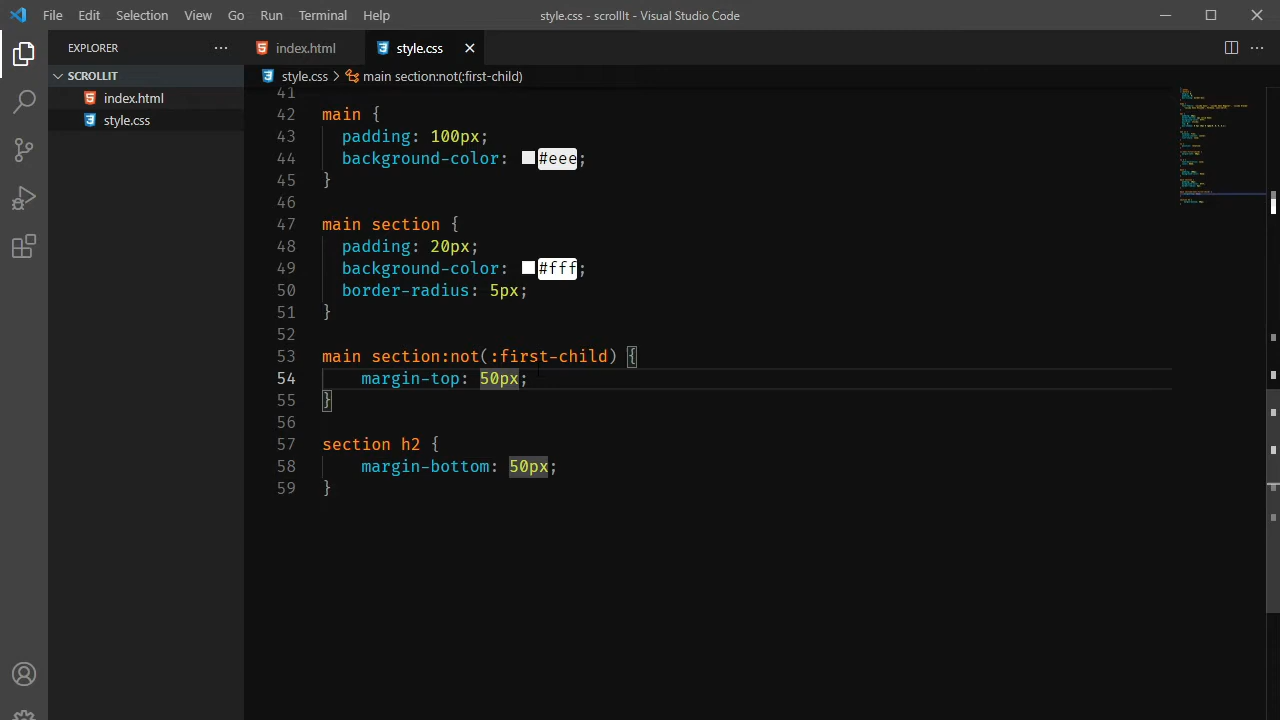 File Edit Selection View Go Run Terminal Help
style.css - scrollIt - Visual Studio Code
EXPLORER
index.html
style.css
SCROLLIT
index.html
style.css
style.css > main section:not(:first-child)
41
42 main {
43 padding: 100px;
44 background-color: #eee;
45 }
46
47 main section {
48 padding: 20px;
49 background-color: #fff;
50 border-radius: 5px;
51 }
52
53 main section:not(:first-child) {
54 margin-top: 50px;
55 }
56
57 section h2 {
58 margin-bottom: 50px;
59 }